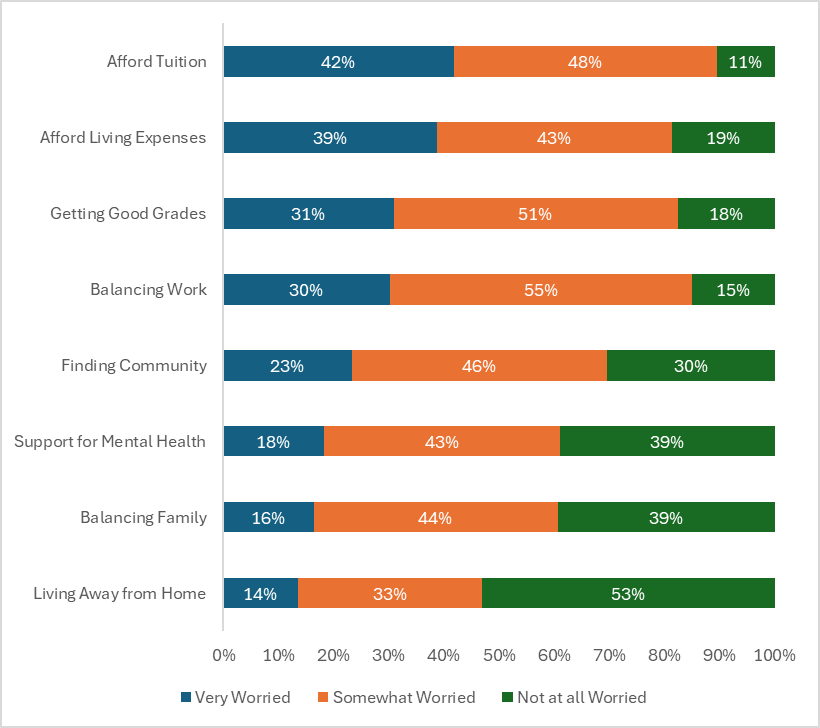 Afford Tuition 42% 48% 11%
Afford Living Expenses 39% 43% 19%
Getting Good Grades 31% 51% 18%
Balancing Work 30% 55% 15%
Finding Community 23% 46% 30%
Support for Mental Health 18% 43% 39%
Balancing Family 16% 44% 39%
Living Away from Home 14% 33% 53%
0% 10% 20% 30% 40% 50% 60% 70% 80% 90% 100%
Very Worried Somewhat Worried Not at all Worried